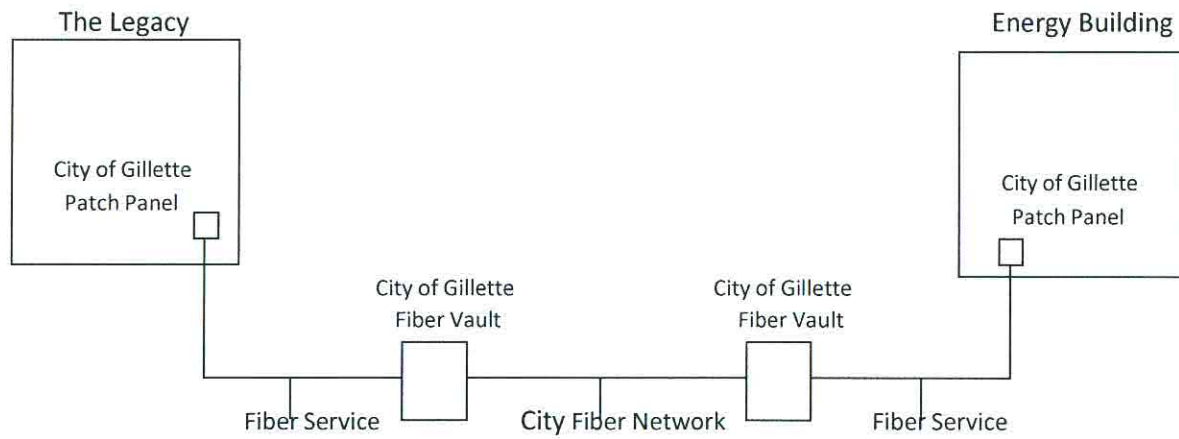 The Legacy
Energy Building
City of Gillette
Patch Panel
City of Gillette
Patch Panel
City of Gillette
Fiber Vault
City of Gillette
Fiber Vault
Fiber Service
City Fiber Network
Fiber Service